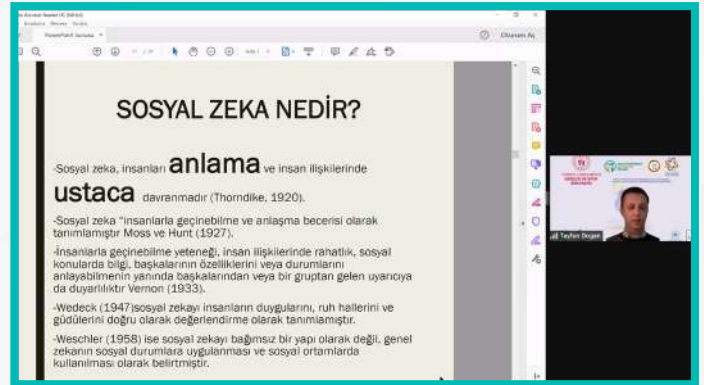 Oturum Aç
SOSYAL ZEKA NEDİR?
-Sosyal zeka, insanları anlama ve insan ilişkilerinde
ustaca davranmadır (Thorndike, 1920).
-Sosyal zeka "insanlarla geçinebilme ve anlaşma becerisi olarak
tanımlamıştır Moss ve Hunt (1927).
-İnsanlarla geçinebilme yeteneği, insan ilişkilerinde rahatlık, sosyal
konularda bilgi, başkalarının özelliklerini veya durumlarını
anlayabilmenin yanında başkalarından veya bir gruptan gelen uyarıcıya
da duyarlılıktır Vernon (1933).
-Wedeck (1947)sosyal zekayı insanların duygularını, ruh hallerini ve
güdülerini doğru olarak değerlendirme olarak tanımlamıştır.
-Weschler (1958) ise sosyal zekayı bağımsız bir yapı olarak değil, genel
zekanın sosyal durumlara uygulanması ve sosyal ortamlarda
kullanılması olarak belirtmiştir.
Tayfun Doğan